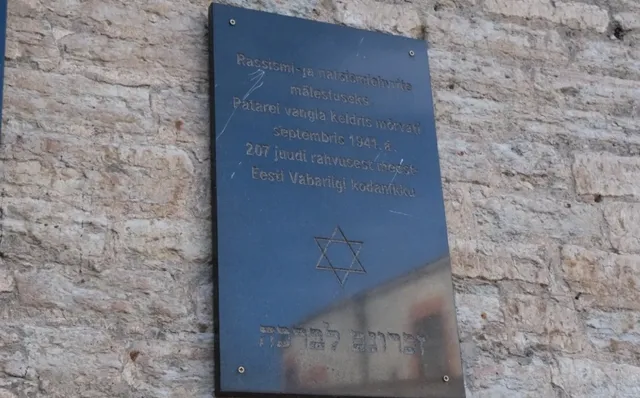 Rassismi- ja natsismiohvrite
mälestuseks
Patarei vangla keldris mõrvati
septembris 1941. a.
207 juudi rahvusest meest-
Eesti Vabariigi kodanikku
זכרונם לברכה